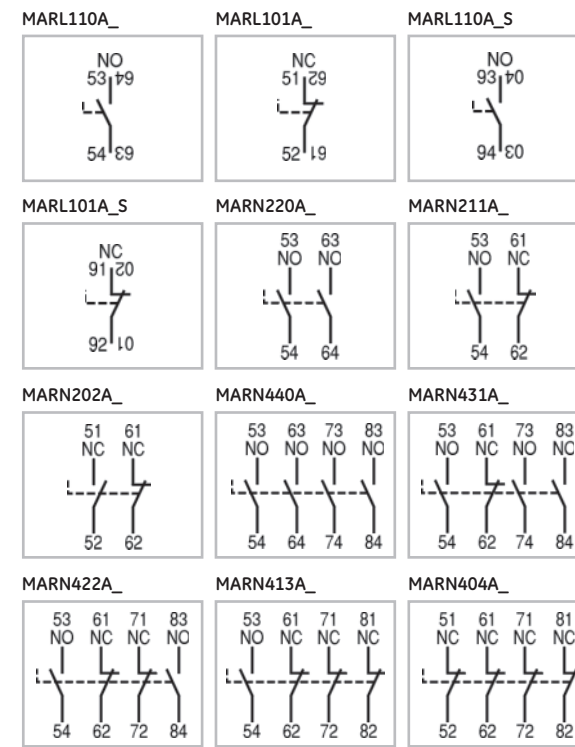 MARL110A_
NO
53 64
54 63
MARL101A_
NC
51 62
52 61
MARL110A_S
NO
93 04
94 03
MARL101A_S
NC
91 02
92 01
MARN220A_
53 63
NO NO
54 64
MARN211A_
53 61
NO NC
54 62
MARN202A_
51 61
NC NC
52 62
MARN440A_
53 63 73 83
NO NO NO NO
54 64 74 84
MARN431A_
53 61 73 83
NO NC NO NO
54 62 74 84
MARN422A_
53 61 71 83
NO NC NC NO
54 62 72 84
MARN413A_
53 61 71 81
NO NC NC NC
54 62 72 82
MARN404A_
51 61 71 81
NC NC NC NC
52 62 72 82